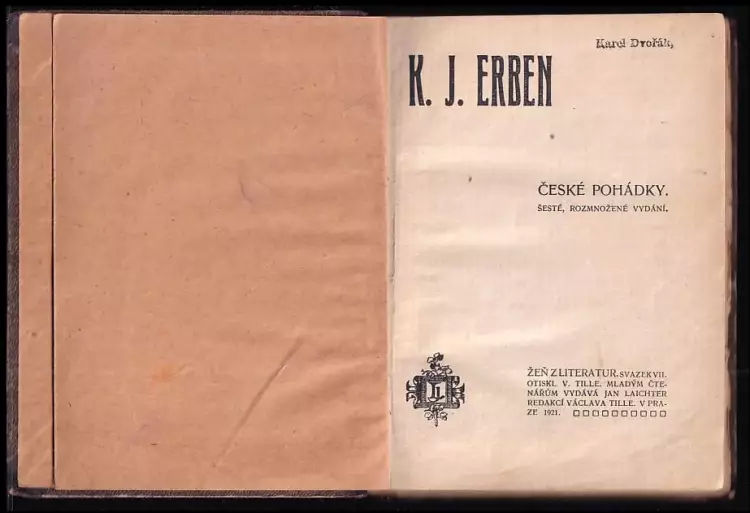 Karel Dvořák,
K. J. ERBEN
ČESKÉ POHÁDKY.
ŠESTÉ, ROZMNOŽENÉ VYDÁNÍ.
ŽEŇ Z LITERATUR. SVAZEK VII.
OTISKL V. TILLE. MLADÝM ČTE-
NÁŘŮM VYDÁVÁ JAN LAICHTER
REDAKCÍ VÁCLAVA TILLE. V PRA-
ZE 1921.